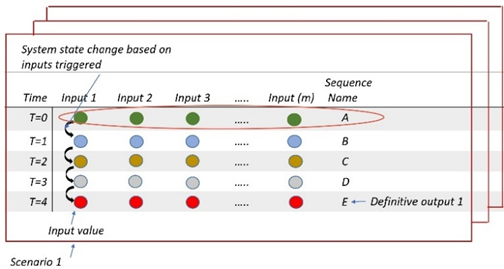 System state change based on
inputs triggered
Sequence
Time Input 1 Input 2 Input 3 ..... Input (m) Name
T=0 ..... A
T=1 ..... B
T=2 ..... C
T=3 ..... D
T=4 ..... E Definitive output 1
Input value
Scenario 1